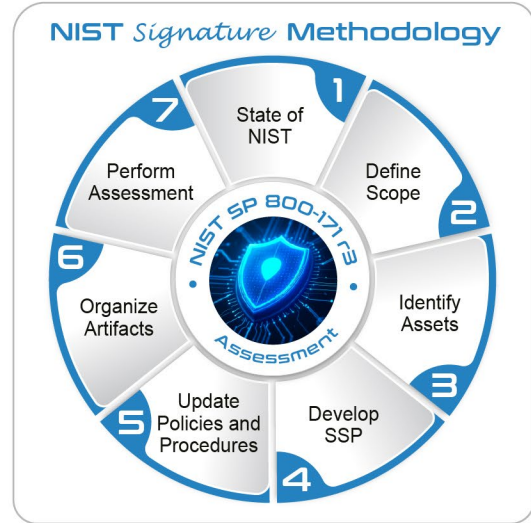 NIST Signature Methodology
1
State of
NIST
2
Define
Scope
3
Identify
Assets
4
Develop
SSP
5
Update
Policies and
Procedures
6
Organize
Artifacts
7
Perform
Assessment
NIST SP 800-171 r3
Assessment